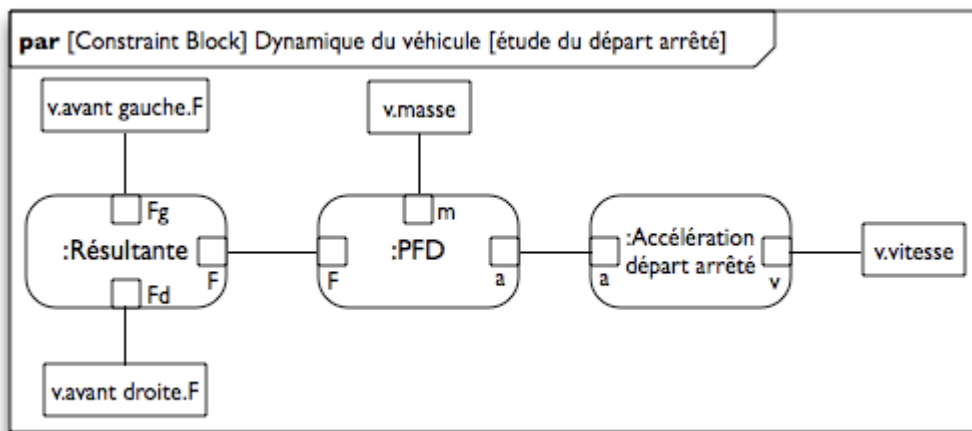 par [Constraint Block] Dynamique du véhicule [étude du départ arrêté]
v.avant gauche.F
v.masse
Fg
m
:Résultante
:PFD
:Accélération
départ arrêté
v.vitesse
F
F
a
a
v
Fd
v.avant droite.F